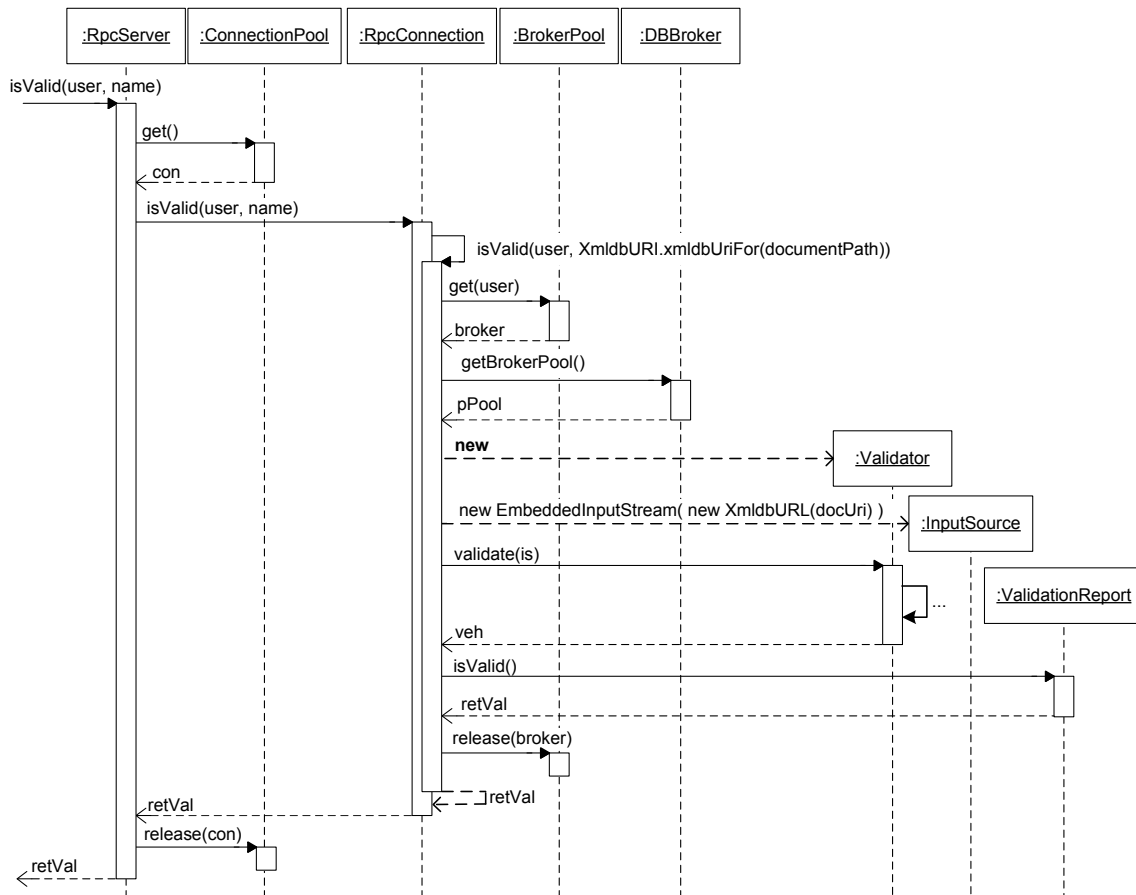 :RpcServer
:ConnectionPool
:RpcConnection
:BrokerPool
:DBBroker
isValid(user, name)
get()
con
isValid(user, name)
isValid(user, XmldbURI.xmldbUriFor(documentPath))
get(user)
broker
getBrokerPool()
pPool
new
:Validator
new EmbeddedInputStream( new XmldbURL(docUri) )
:InputSource
validate(is)
...
:ValidationReport
veh
isValid()
retVal
release(broker)
retVal
retVal
release(con)
retVal